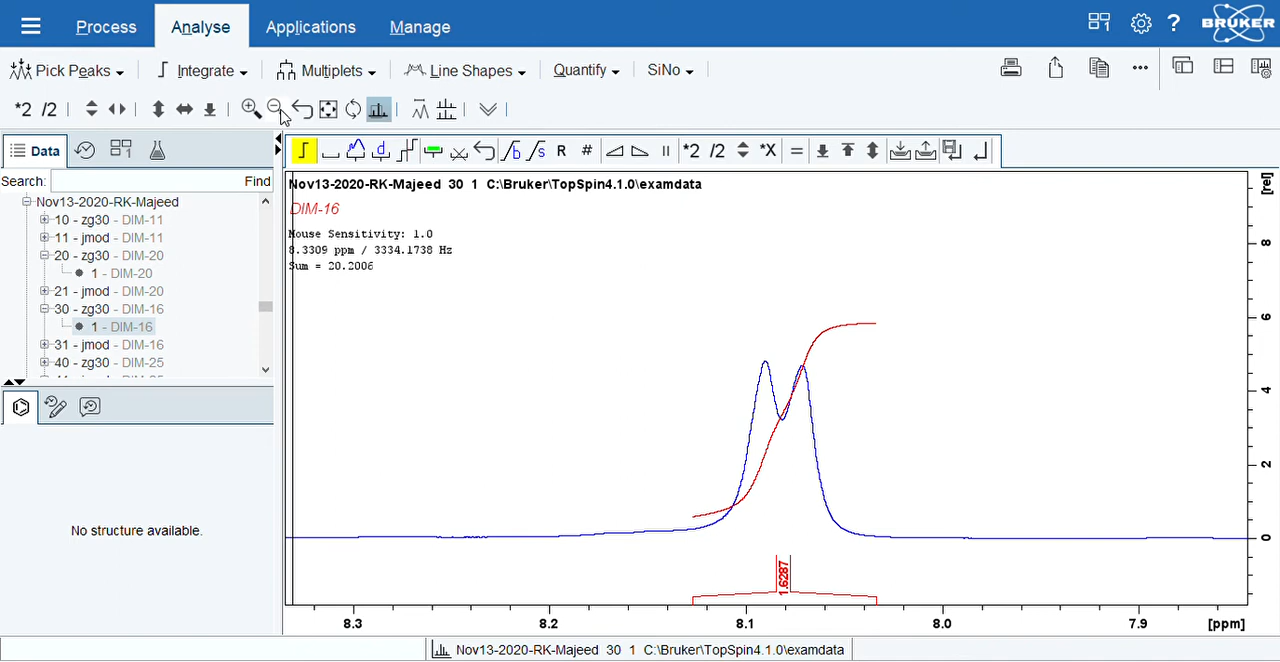 Process Analyse Applications Manage ? BRUKER
Pick Peaks Integrate Multiplets Line Shapes Quantify SiNo
*2 /2
Data
R # *2 /2 *X =
Search: Find
Nov13-2020-RK-Majeed
10 - zg30 - DIM-11
11 - jmod - DIM-11
20 - zg30 - DIM-20
1 - DIM-20
21 - jmod - DIM-20
30 - zg30 - DIM-16
1 - DIM-16
31 - jmod - DIM-16
40 - zg30 - DIM-25
No structure available.
Nov13-2020-RK-Majeed 30 1 C:\Bruker\TopSpin4.1.0\examdata
DIM-16
Mouse Sensitivity: 1.0
8.3309 ppm / 3334.1738 Hz
Sum = 20.2006
[rel]
8
6
4
2
0
1.6287
8.3 8.2 8.1 8.0 7.9 [ppm]
Nov13-2020-RK-Majeed 30 1 C:\Bruker\TopSpin4.1.0\examdata